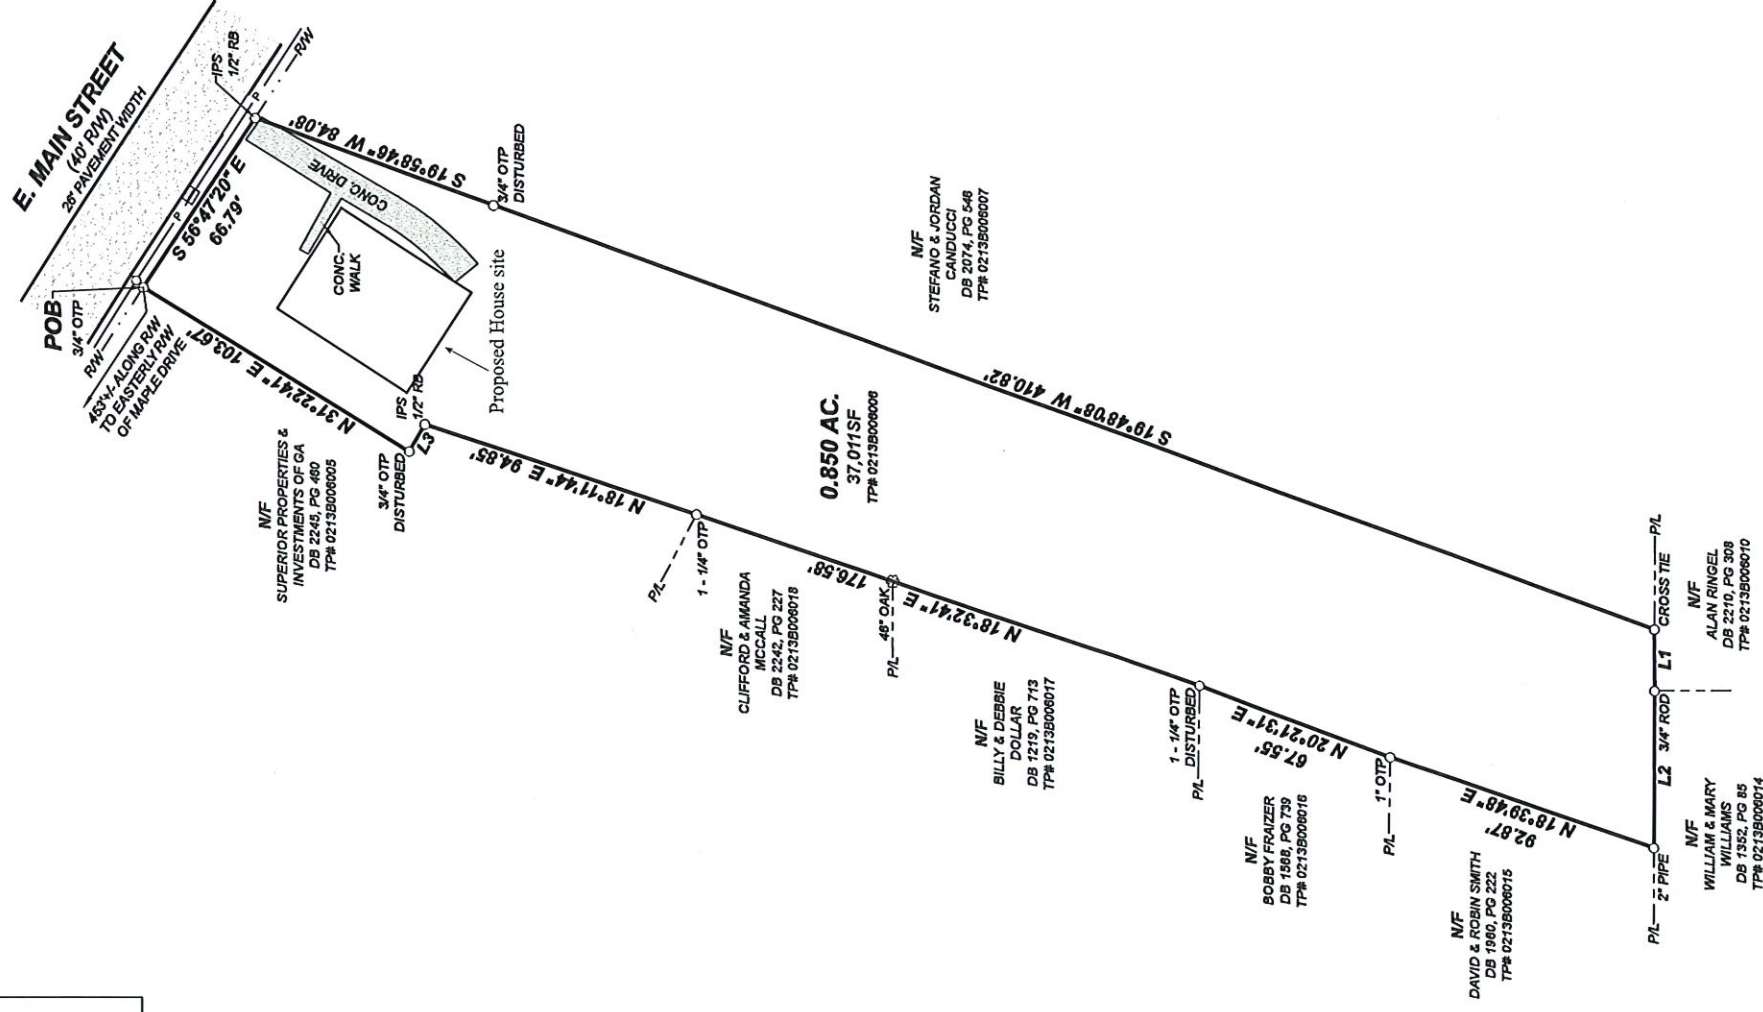 E. MAIN STREET
(40' R/W)
26' PAVEMENT WIDTH
IPS
1/2" RB
R/W
P
P
S 56°47'20" E
66.79'
POB
3/4" OTP
R/W
453'+/- ALONG R/W
TO EASTERLY R/W
OF MAPLE DRIVE
CONC. DRIVE
CONC.
WALK
Proposed House site
S 19°58'46" W 84.08'
3/4" OTP
DISTURBED
N 31°22'41" E 103.67'
IPS
1/2" RB
L3
3/4" OTP
DISTURBED
N/F
SUPERIOR PROPERTIES &
INVESTMENTS OF GA
DB 2245, PG 460
TP# 0213B006005
N/F
STEFANO & JORDAN
CANDUCCI
DB 2074, PG 546
TP# 0213B006007
N 18°11'44" E 94.85'
0.850 AC.
37,011SF
TP# 0213B006006
S 19°48'08" W 410.82'
P/L
1 - 1/4" OTP
N/F
CLIFFORD & AMANDA
MCCALL
DB 2242, PG 227
TP# 0213B006018
176.58'
P/L
46" OAK
N 18°32'41" E
N/F
BILLY & DEBBIE
DOLLAR
DB 1219, PG 713
TP# 0213B006017
1 - 1/4" OTP
DISTURBED
P/L
N 20°21'31" E
67.55'
N/F
BOBBY FRAIZER
DB 1588, PG 739
TP# 0213B006016
1" OTP
P/L
N 18°39'48" E
92.87'
N/F
DAVID & ROBIN SMITH
DB 1960, PG 222
TP# 0213B006015
P/L
2" PIPE
L2
3/4" ROD
L1
CROSS TIE
P/L
N/F
WILLIAM & MARY
WILLIAMS
DB 1352, PG 85
TP# 0213B006014
N/F
ALAN RINGEL
DB 2210, PG 308
TP# 0213B006010